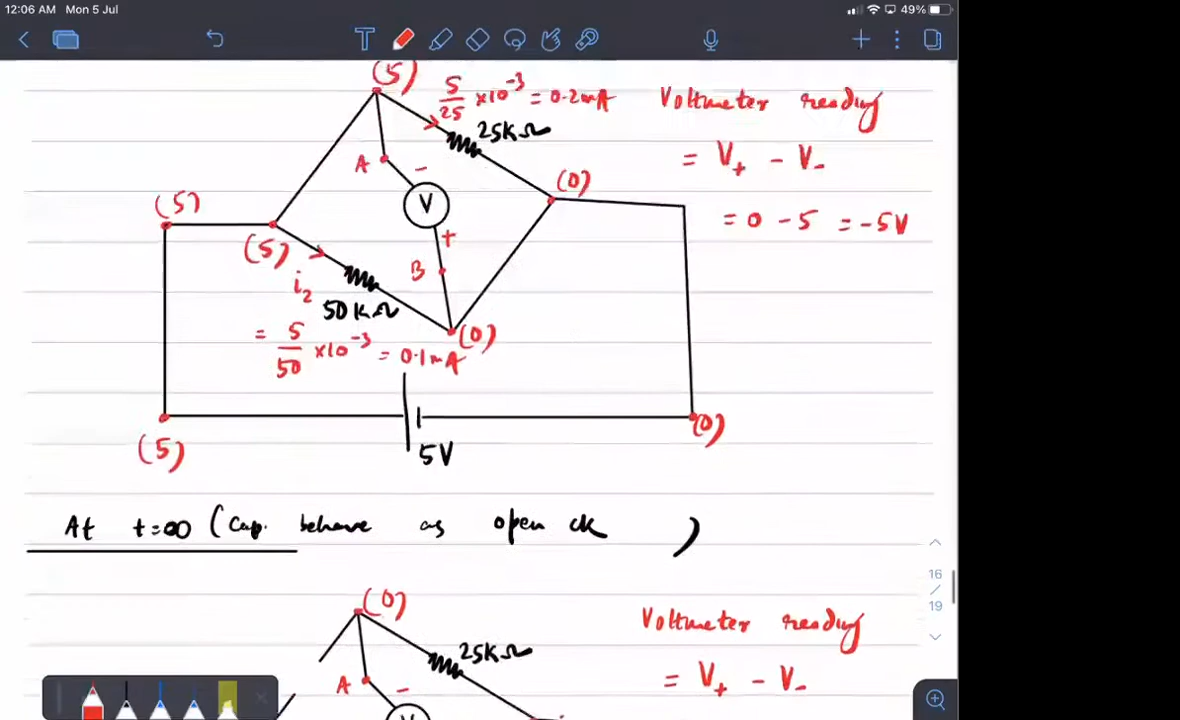 12:06 AM Mon 5 Jul
49%
T
(5)
5/25 ×10⁻³ = 0.2mA
25KΩ
Voltmeter reading
= V₊ - V₋
= 0 - 5 = -5V
A
-
V
+
B
(0)
(5)
(5)
i₂
50KΩ
= 5/50 ×10⁻³ = 0.1mA
(0)
(5)
5V
(0)
At t=∞ (Cap. behave as open ck )
16
/
19
(0)
25KΩ
Voltmeter reading
= V₊ - V₋
A
-
V